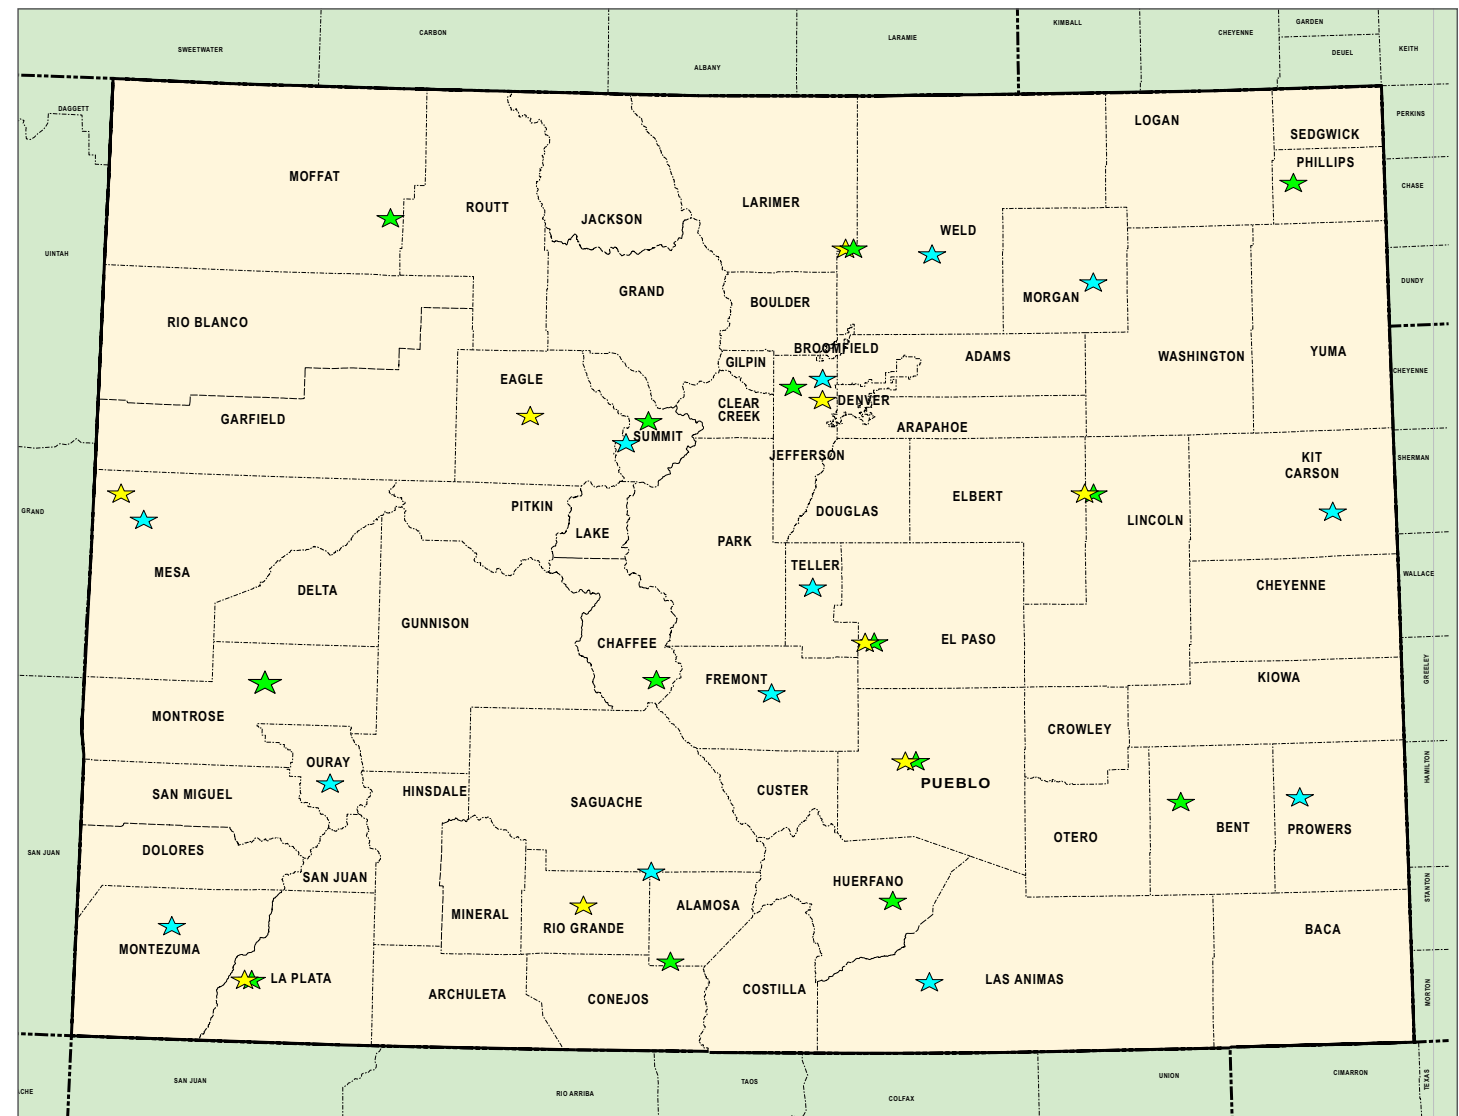 GARDEN
KIMBALL
CARBON
CHEYENNE
LARAMIE
SWEETWATER
KEITH
DEUEL
ALBANY
DAGGETT
PERKINS
LOGAN
SEDGWICK
PHILLIPS
MOFFAT
CHASE
LARIMER
ROUTT
JACKSON
WELD
UINTAH
DUNDY
GRAND
MORGAN
BOULDER
RIO BLANCO
BROOMFIELD
YUMA
ADAMS
WASHINGTON
GILPIN
CHEYENNE
EAGLE
DENVER
CLEAR
CREEK
GARFIELD
ARAPAHOE
SUMMIT
JEFFERSON
KIT
CARSON
SHERMAN
ELBERT
PITKIN
GRAND
DOUGLAS
LINCOLN
LAKE
PARK
TELLER
MESA
WALLACE
CHEYENNE
DELTA
GUNNISON
CHAFFEE
EL PASO
GREELEY
FREMONT
KIOWA
MONTROSE
CROWLEY
OURAY
HAMILTON
PUEBLO
HINSDALE
CUSTER
SAN MIGUEL
SAGUACHE
BENT
PROWERS
OTERO
DOLORES
SAN JUAN
SAN JUAN
HUERFANO
STANTON
ALAMOSA
MINERAL
RIO GRANDE
BACA
MONTEZUMA
LA PLATA
LAS ANIMAS
COSTILLA
ARCHULETA
CONEJOS
MORTON
CIMARRON
UNION
TEXAS
SAN JUAN
TAOS
ACHE
RIO ARRIBA
COLFAX